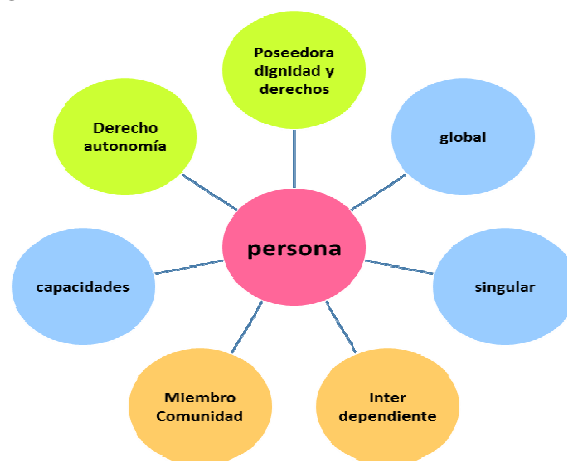 Poseedora
dignidad y
derechos
Derecho
autonomía
global
persona
capacidades
singular
Miembro
Comunidad
Inter
dependiente